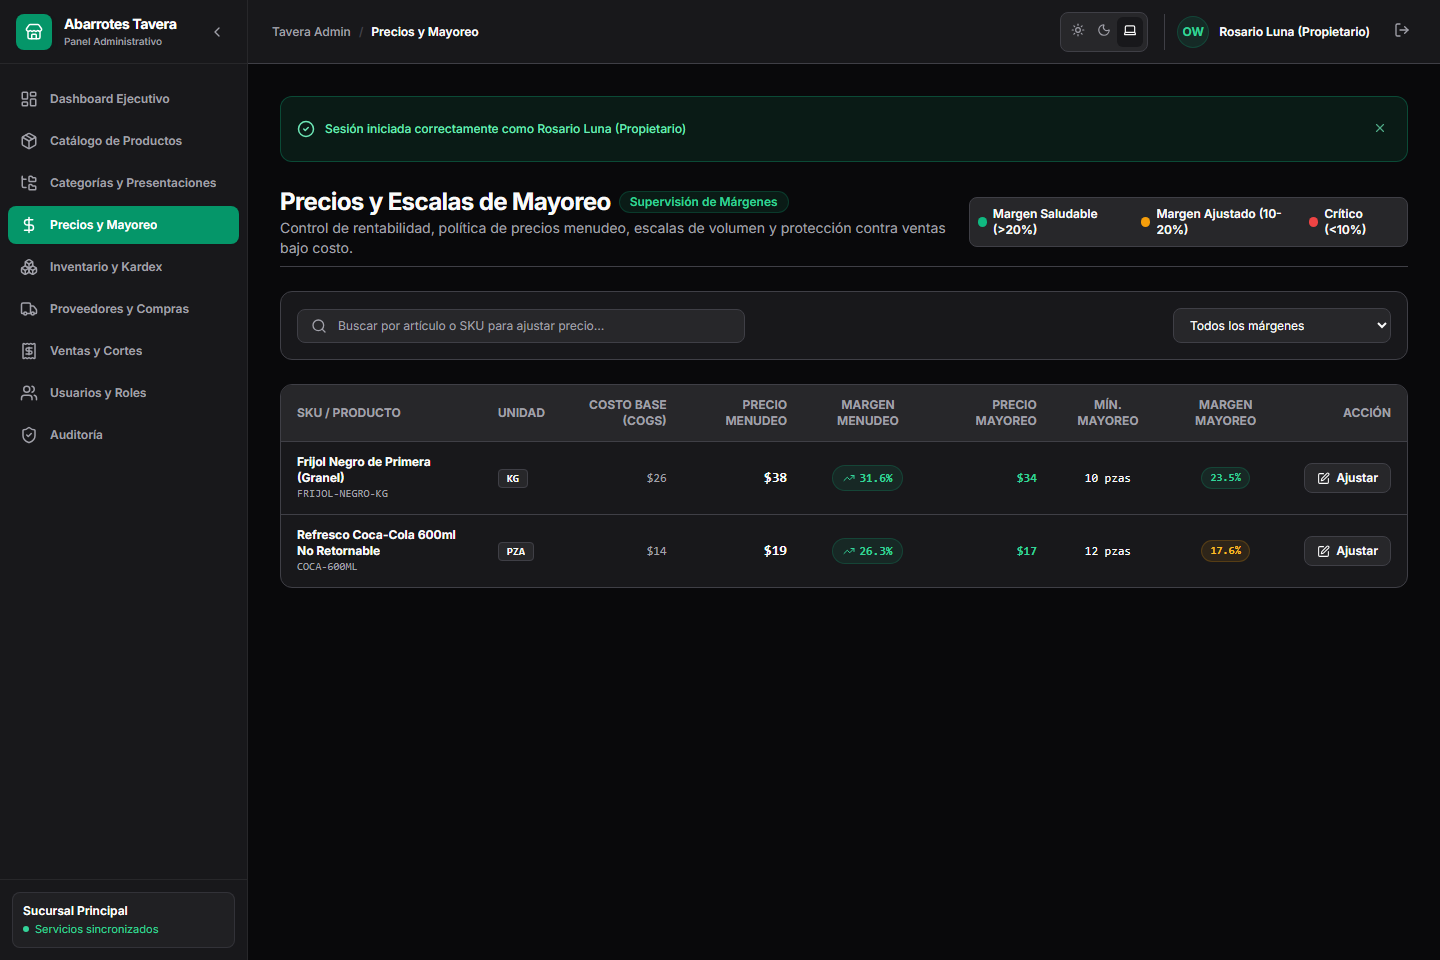 Abarrotes Tavera
Panel Administrativo
Tavera Admin / Precios y Mayoreo
OW
Rosario Luna (Propietario)
Dashboard Ejecutivo
Catálogo de Productos
Categorías y Presentaciones
Precios y Mayoreo
Inventario y Kardex
Proveedores y Compras
Ventas y Cortes
Usuarios y Roles
Auditoría
Sucursal Principal
Servicios sincronizados
Sesión iniciada correctamente como Rosario Luna (Propietario)
Precios y Escalas de Mayoreo
Supervisión de Márgenes
Control de rentabilidad, política de precios menudeo, escalas de volumen y protección contra ventas
bajo costo.
Margen Saludable
(>20%)
Margen Ajustado (10-
20%)
Crítico
(<10%)
Buscar por artículo o SKU para ajustar precio...
Todos los márgenes
SKU / PRODUCTO
UNIDAD
COSTO BASE
(COGS)
PRECIO
MENUDEO
MARGEN
MENUDEO
PRECIO
MAYOREO
MÍN.
MAYOREO
MARGEN
MAYOREO
ACCIÓN
Frijol Negro de Primera
(Granel)
FRIJOL-NEGRO-KG
KG
$26
$38
31.6%
$34
10 pzas
23.5%
Ajustar
Refresco Coca-Cola 600ml
No Retornable
COCA-600ML
PZA
$14
$19
26.3%
$17
12 pzas
17.6%
Ajustar